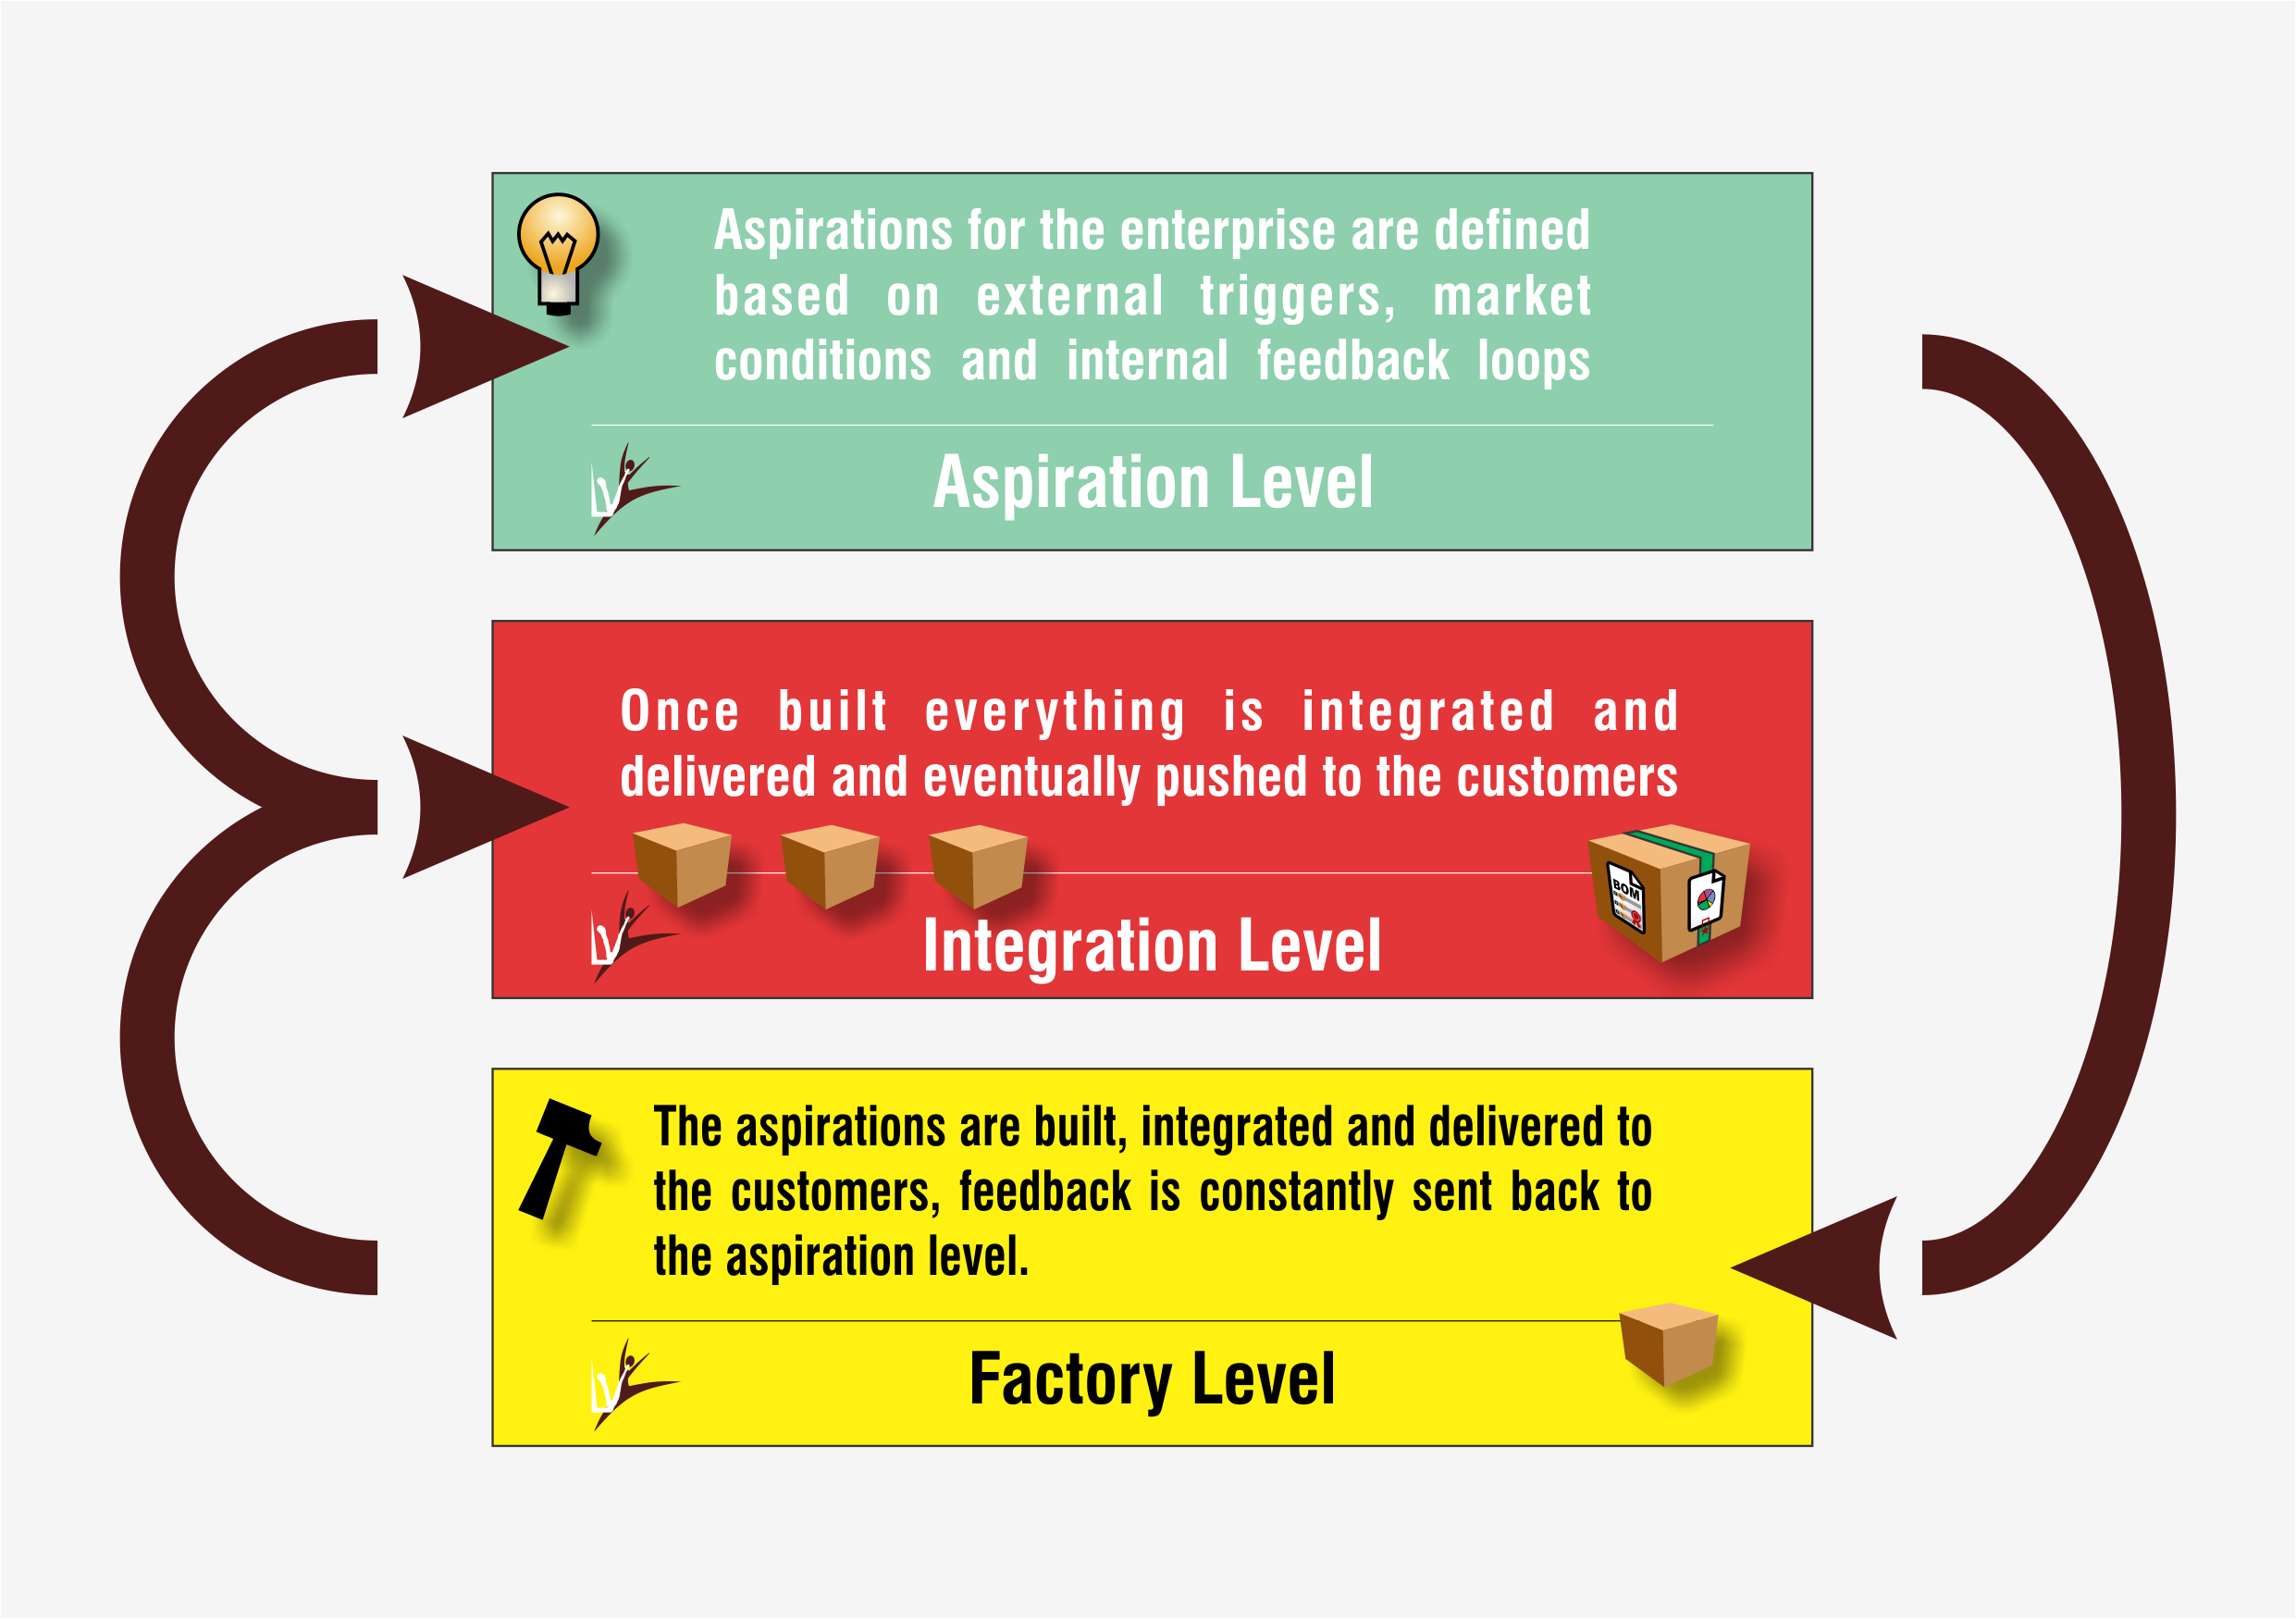 Aspirations for the enterprise are defined
based on external triggers, market
conditions and internal feedback loops
Aspiration Level
Once built everything is integrated and
delivered and eventually pushed to the customers
BOM
Integration Level
The aspirations are built, integrated and delivered to
the customers, feedback is constantly sent back to
the aspiration level.
Factory Level